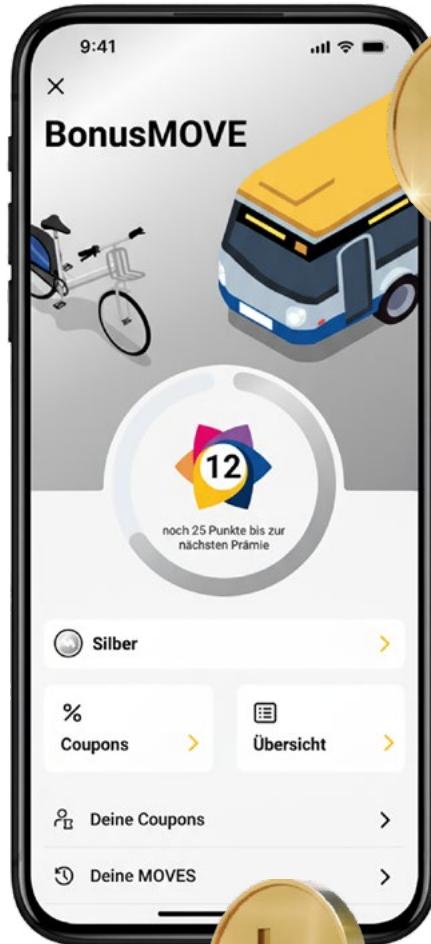 9:41
BonusMOVE
12
noch 25 Punkte bis zur
nächsten Prämie
Silber
%
Coupons
Übersicht
Deine Coupons
Deine MOVES